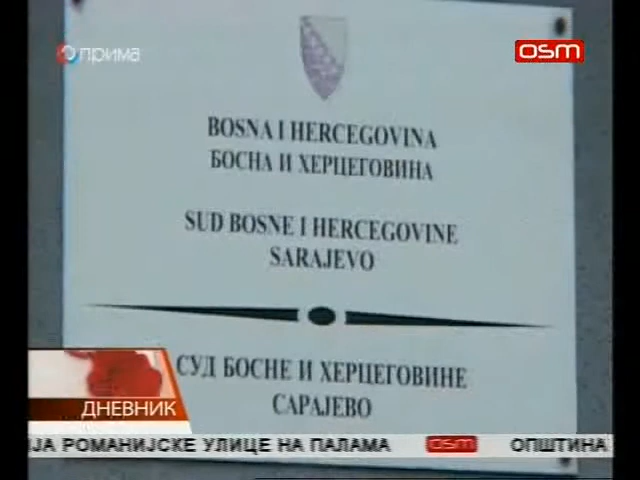 прима
OSM
BOSNA I HERCEGOVINA
БОСНА И ХЕРЦЕГОВИНА
SUD BOSNE I HERCEGOVINE
SARAJEVO
СУД БОСНЕ И ХЕРЦЕГОВИНЕ
САРАЈЕВО
ДНЕВНИК
ИЈА РОМАНИЈСКЕ УЛИЦЕ НА ПАЛАМА OSM ОПШТИНА